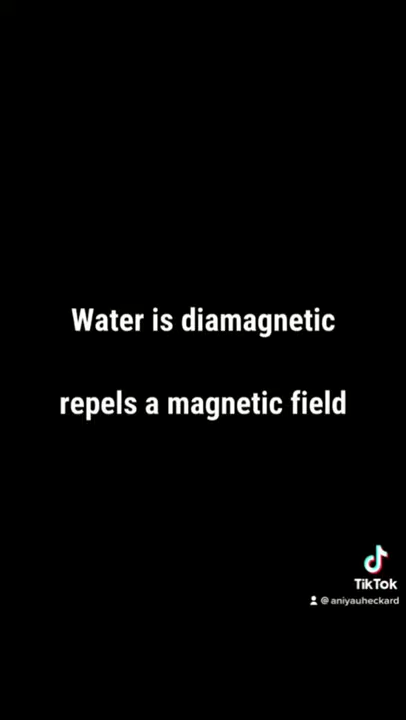 Water is diamagnetic
repels a magnetic field
TikTok
@aniyauheckard